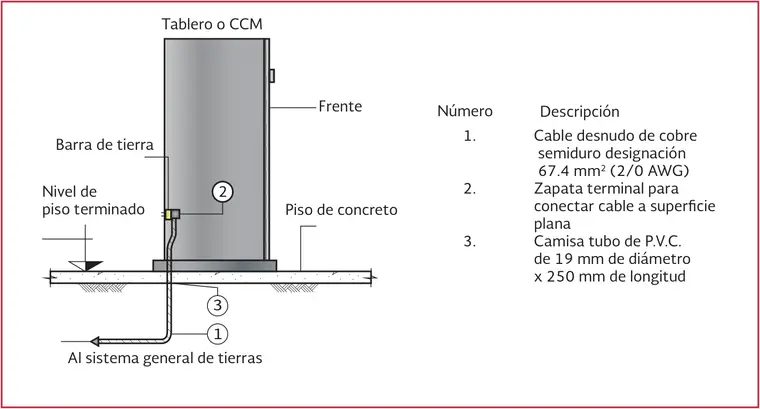 Tablero o CCM
Frente
Barra de tierra
2
Nivel de
piso terminado
Piso de concreto
3
1
Al sistema general de tierras
Número Descripción
1. Cable desnudo de cobre
semiduro designación
67.4 mm² (2/0 AWG)
2. Zapata terminal para
conectar cable a superficie
plana
3. Camisa tubo de P.V.C.
de 19 mm de diámetro
x 250 mm de longitud